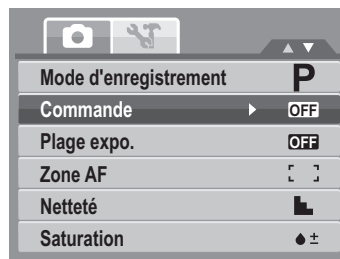 Mode d'enregistrement P
Commande OFF
Plage expo. OFF
Zone AF
Netteté
Saturation